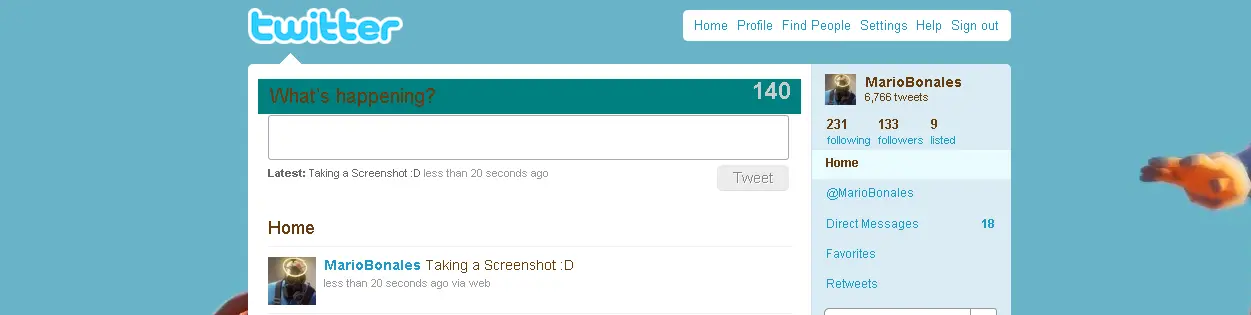 twitter
Home Profile Find People Settings Help Sign out
What's happening?
140
Latest: Taking a Screenshot :D less than 20 seconds ago
Tweet
Home
MarioBonales Taking a Screenshot :D
less than 20 seconds ago via web
MarioBonales
6,766 tweets
231 133 9
following followers listed
Home
@MarioBonales
Direct Messages 18
Favorites
Retweets